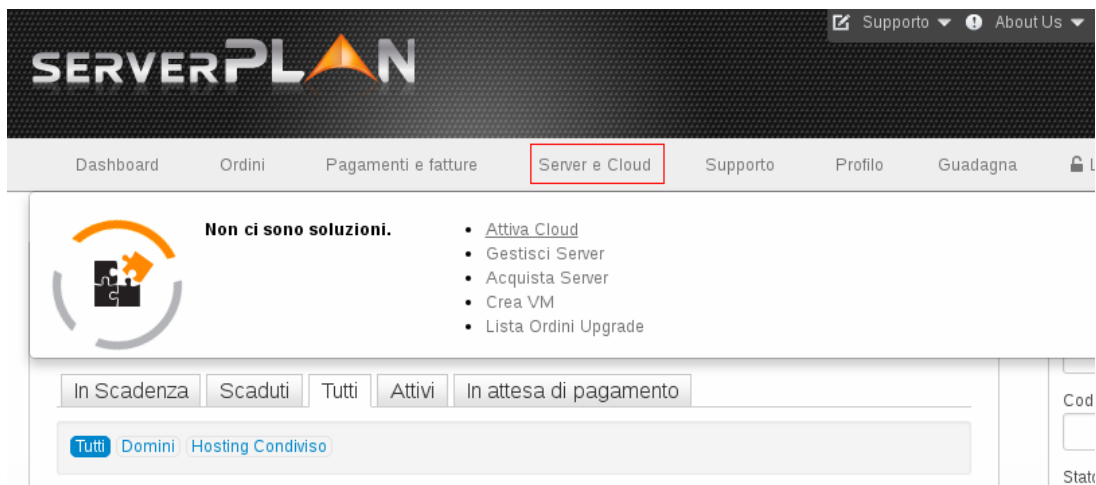 Supporto About Us
SERVERPLAN
Dashboard Ordini Pagamenti e fatture Server e Cloud Supporto Profilo Guadagna
Non ci sono soluzioni.
Attiva Cloud
Gestisci Server
Acquista Server
Crea VM
Lista Ordini Upgrade
In Scadenza Scaduti Tutti Attivi In attesa di pagamento
Cod
Tutti Domini Hosting Condiviso